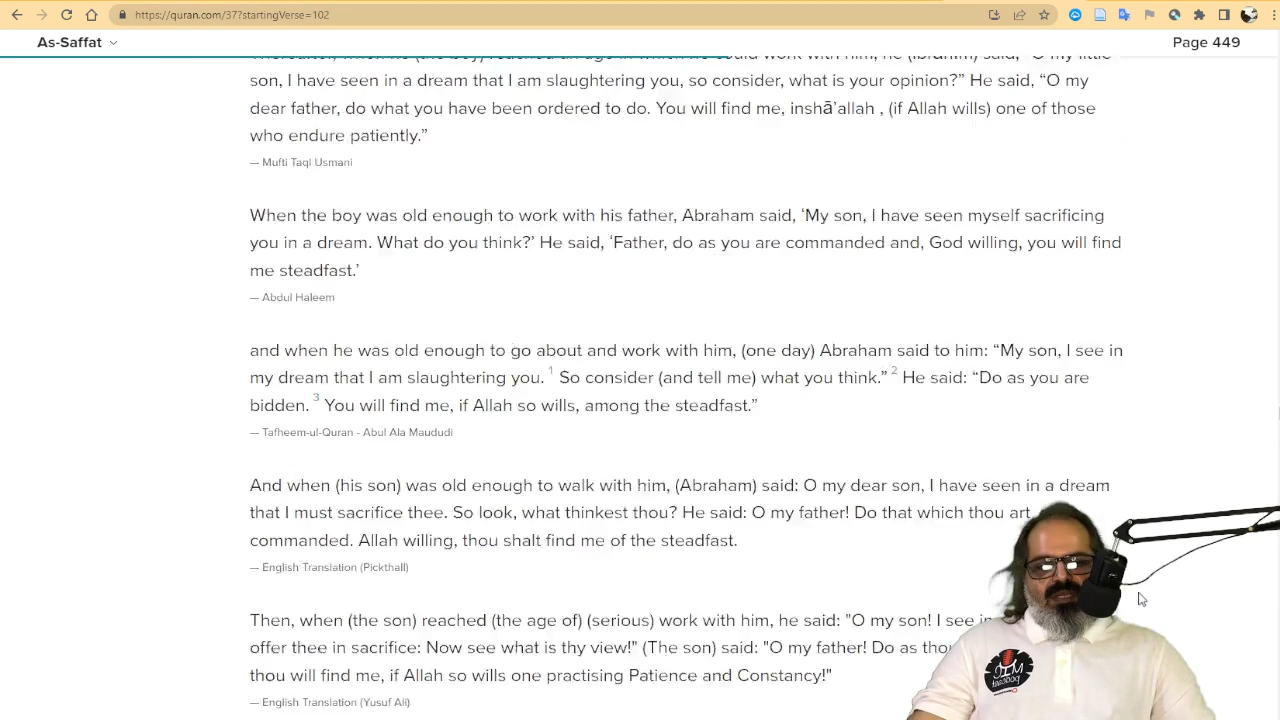 https://quran.com/37?startingVerse=102
As-Saffat
Page 449
son, I have seen in a dream that I am slaughtering you, so consider, what is your opinion?” He said, “O my
dear father, do what you have been ordered to do. You will find me, inshā’allah , (if Allah wills) one of those
who endure patiently.”
— Mufti Taqi Usmani
When the boy was old enough to work with his father, Abraham said, ‘My son, I have seen myself sacrificing
you in a dream. What do you think?’ He said, ‘Father, do as you are commanded and, God willing, you will find
me steadfast.’
— Abdul Haleem
and when he was old enough to go about and work with him, (one day) Abraham said to him: “My son, I see in
my dream that I am slaughtering you. 1 So consider (and tell me) what you think.” 2 He said: “Do as you are
bidden. 3 You will find me, if Allah so wills, among the steadfast.”
— Tafheem-ul-Quran - Abul Ala Maududi
And when (his son) was old enough to walk with him, (Abraham) said: O my dear son, I have seen in a dream
that I must sacrifice thee. So look, what thinkest thou? He said: O my father! Do that which thou art
commanded. Allah willing, thou shalt find me of the steadfast.
— English Translation (Pickthall)
Then, when (the son) reached (the age of) (serious) work with him, he said: "O my son! I see in
offer thee in sacrifice: Now see what is thy view!" (The son) said: "O my father! Do as thou
thou will find me, if Allah so wills one practising Patience and Constancy!"
— English Translation (Yusuf Ali)